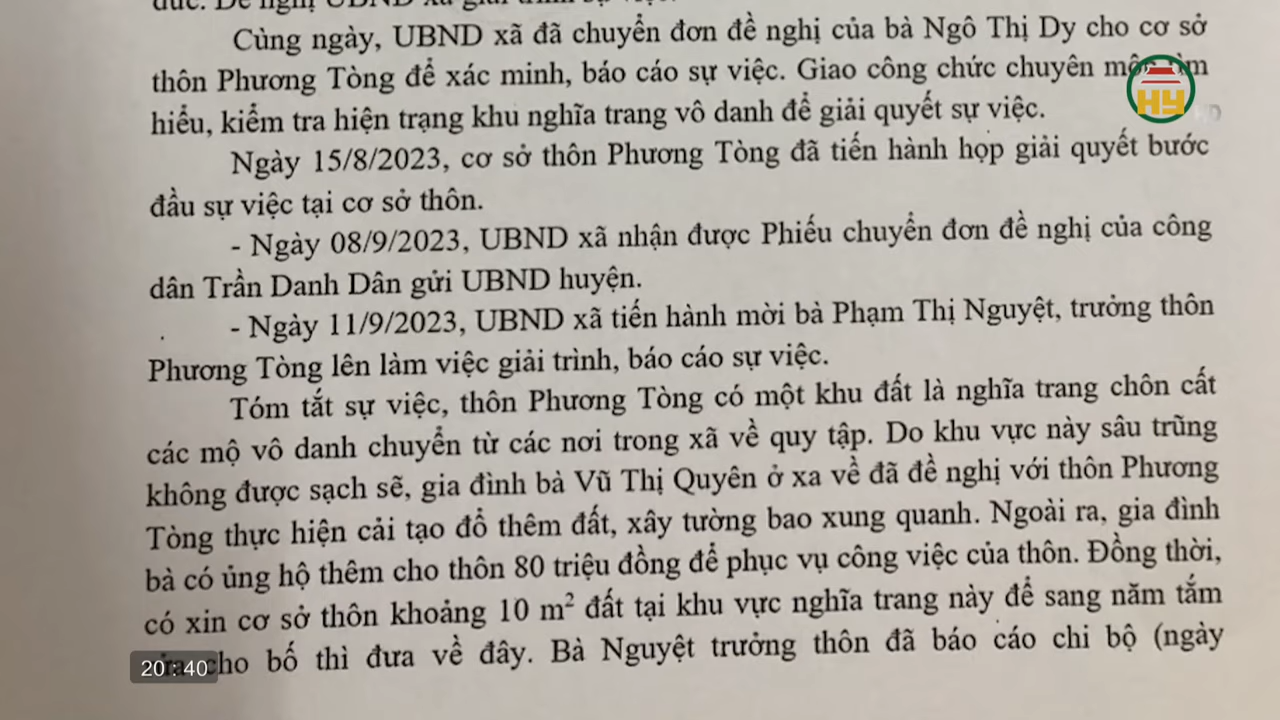 Cùng ngày, UBND xã đã chuyển đơn đề nghị của bà Ngô Thị Dy cho cơ sở
thôn Phương Tòng để xác minh, báo cáo sự việc. Giao công chức chuyên
hiểu, kiểm tra hiện trạng khu nghĩa trang vô danh để giải quyết sự việc.
HY
Ngày 15/8/2023, cơ sở thôn Phương Tòng đã tiến hành họp giải quyết bước
đầu sự việc tại cơ sở thôn.
- Ngày 08/9/2023, UBND xã nhận được Phiếu chuyển đơn đề nghị của công
dân Trần Danh Dân gửi UBND huyện.
- Ngày 11/9/2023, UBND xã tiến hành mời bà Phạm Thị Nguyệt, trưởng thôn
Phương Tòng lên làm việc giải trình, báo cáo sự việc.
Tóm tắt sự việc, thôn Phương Tòng có một khu đất là nghĩa trang chôn cất
các mộ vô danh chuyển từ các nơi trong xã về quy tập. Do khu vực này sâu trũng
không được sạch sẽ, gia đình bà Vũ Thị Quyên ở xa về đã đề nghị với thôn Phương
Tòng thực hiện cải tạo đổ thêm đất, xây tường bao xung quanh. Ngoài ra, gia đình
bà có ủng hộ thêm cho thôn 80 triệu đồng để phục vụ công việc của thôn. Đồng thời,
có xin cơ sở thôn khoảng 10 m² đất tại khu vực nghĩa trang này để sang năm tắm
cho bố thì đưa về đây. Bà Nguyệt trưởng thôn đã báo cáo chi bộ (ngày
20:40